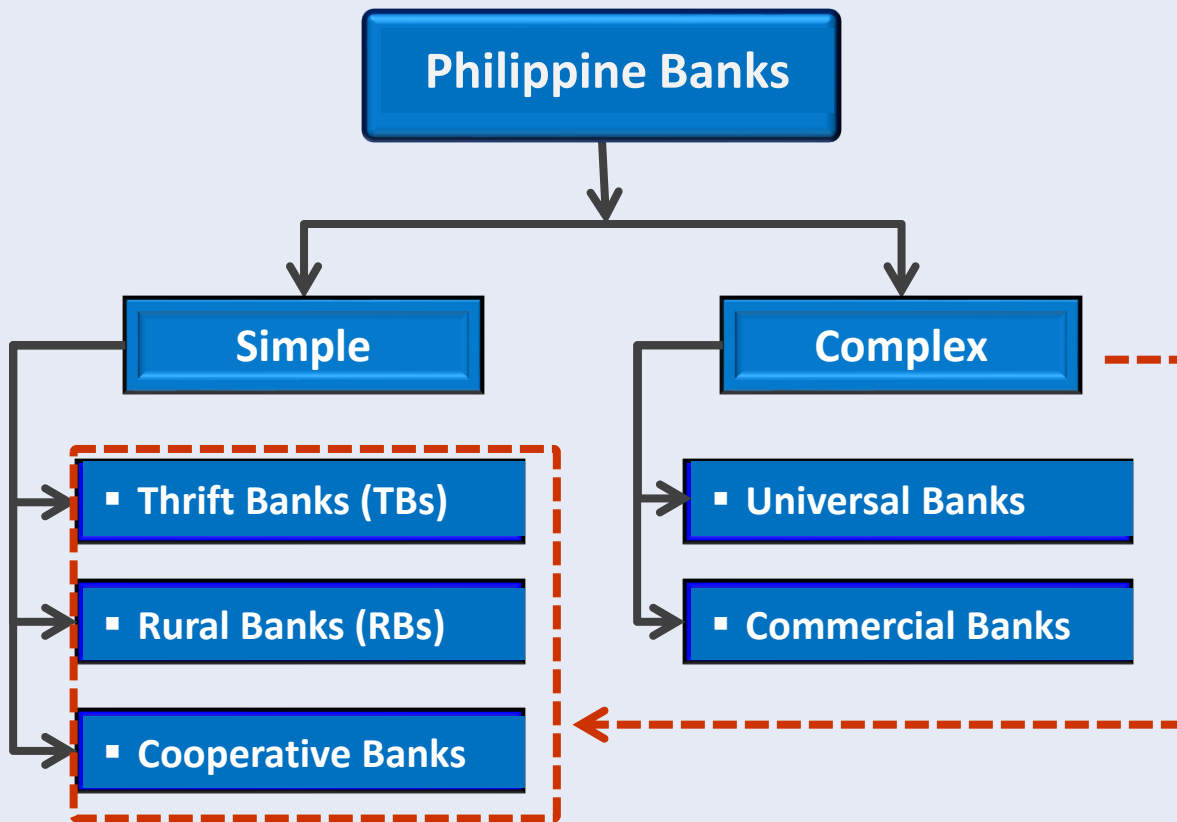 Philippine Banks
Simple
Complex
▪ Thrift Banks (TBs)
▪ Rural Banks (RBs)
▪ Cooperative Banks
▪ Universal Banks
▪ Commercial Banks